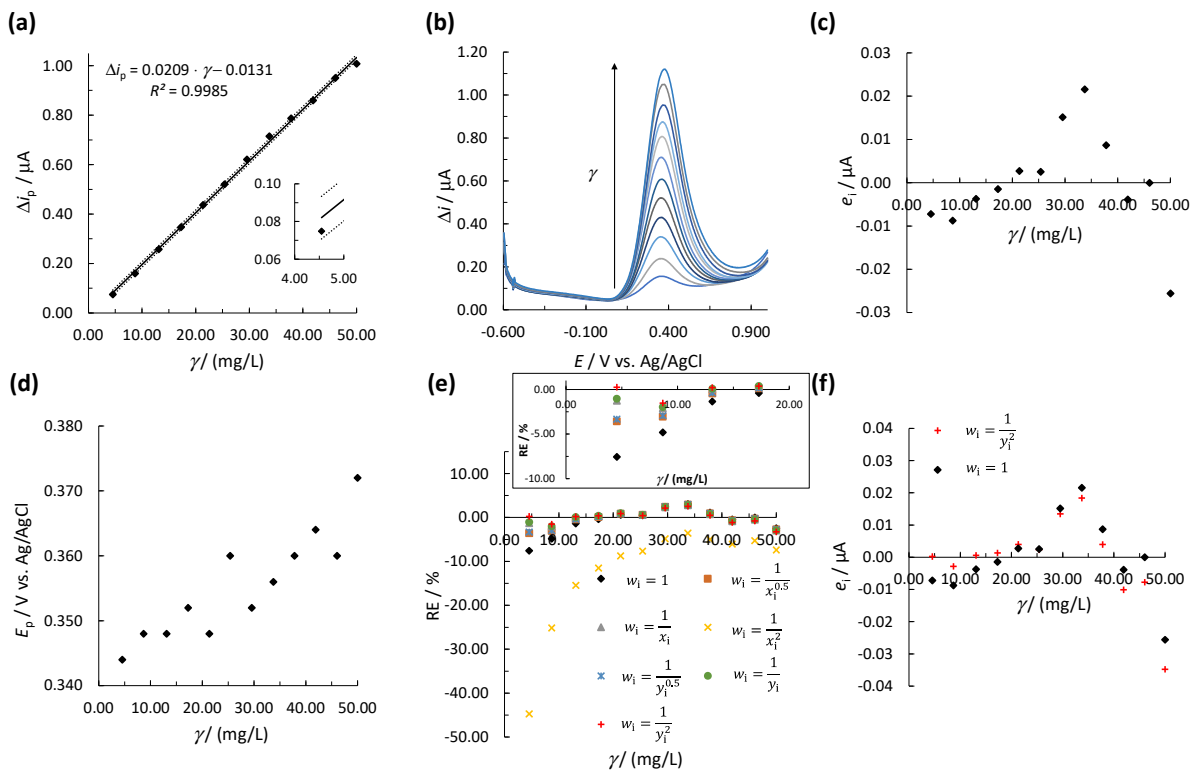 (a)
Δi_p = 0.0209 · γ – 0.0131
R² = 0.9985
Δi_p / μA
1.00
0.80
0.60
0.40
0.20
0.00
0.10
0.08
0.06
4.00 5.00
0.00 10.00 20.00 30.00 40.00 50.00
γ/ (mg/L)
(b)
Δi / μA
1.20
1.00
0.80
0.60
0.40
0.20
0.00
γ
-0.600 -0.100 0.400 0.900
E / V vs. Ag/AgCl
(c)
e_i / μA
0.03
0.02
0.01
0.00
-0.01
-0.02
-0.03
0.00 10.00 20.00 30.00 40.00 50.00
γ/ (mg/L)
(d)
E_p / V vs. Ag/AgCl
0.380
0.370
0.360
0.350
0.340
0.00 10.00 20.00 30.00 40.00 50.00
γ/ (mg/L)
(e)
RE / %
0.00
-5.00
-10.00
0.00 10.00 20.00
γ/ (mg/L)
RE / %
10.00
0.00
-10.00
-20.00
-30.00
-40.00
-50.00
0.00 10.00 20.00 30.00 40.00 50.00
w_i = 1
w_i = 1/x_i^0.5
w_i = 1/x_i
w_i = 1/x_i^2
w_i = 1/y_i^0.5
w_i = 1/y_i
w_i = 1/y_i^2
γ/ (mg/L)
(f)
e_i / μA
0.04
0.03
0.02
0.01
0.00
-0.01
-0.02
-0.03
-0.04
w_i = 1/y_i^2
w_i = 1
0.00 10.00 20.00 30.00 40.00 50.00
γ/ (mg/L)